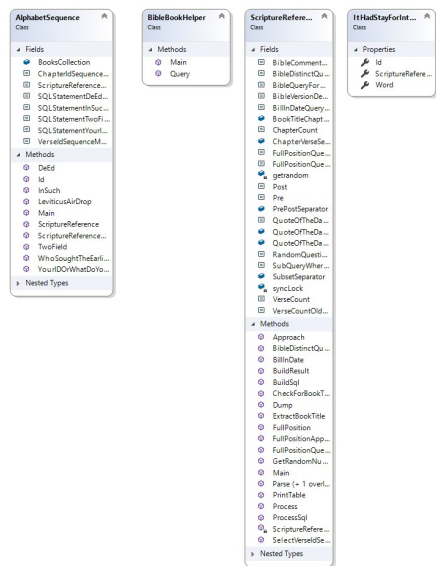 AlphabetSequence
Class
Fields
BooksCollection
ChapterIdSequence...
ScriptureReference...
SQLStatementDeEd...
SQLStatementInSuc...
SQLStatementTwoFi...
SQLStatementYourI...
VerseIdSequenceM...
Methods
DeEd
Id
InSuch
LeviticusAirDrop
Main
ScriptureReference
ScriptureReference...
TwoField
WhoSoughtTheEarli...
YourIDOrWhatDoYo...
Nested Types
BibleBookHelper
Class
Methods
Main
Query
ScriptureRefere...
Class
Fields
BibleComment...
BibleDistinctQu...
BibleQueryFor...
BibleVersionDe...
BillInDateQuery...
BookTitleChapt...
ChapterCount
ChapterVerseSe...
FullPositionQue...
FullPositionQue...
getrandom
Post
Pre
PrePostSeparator
QuoteOfTheDa...
QuoteOfTheDa...
QuoteOfTheDa...
RandomQuesti...
SubQueryWher...
SubsetSeparator
syncLock
VerseCount
VerseCountOld...
Methods
Approach
BibleDistinctQu...
BillInDate
BuildResult
BuildSql
CheckForBookT...
Dump
ExtractBookTitle
FullPosition
FullPositionApp...
FullPositionQue...
GetRandomNu...
Main
Parse (+ 1 overl...
PrintTable
Process
ProcessSql
ScriptureRefere...
SelectVerseIdSe...
Nested Types
ItHadStayForInt...
Class
Properties
Id
ScriptureRefere...
Word